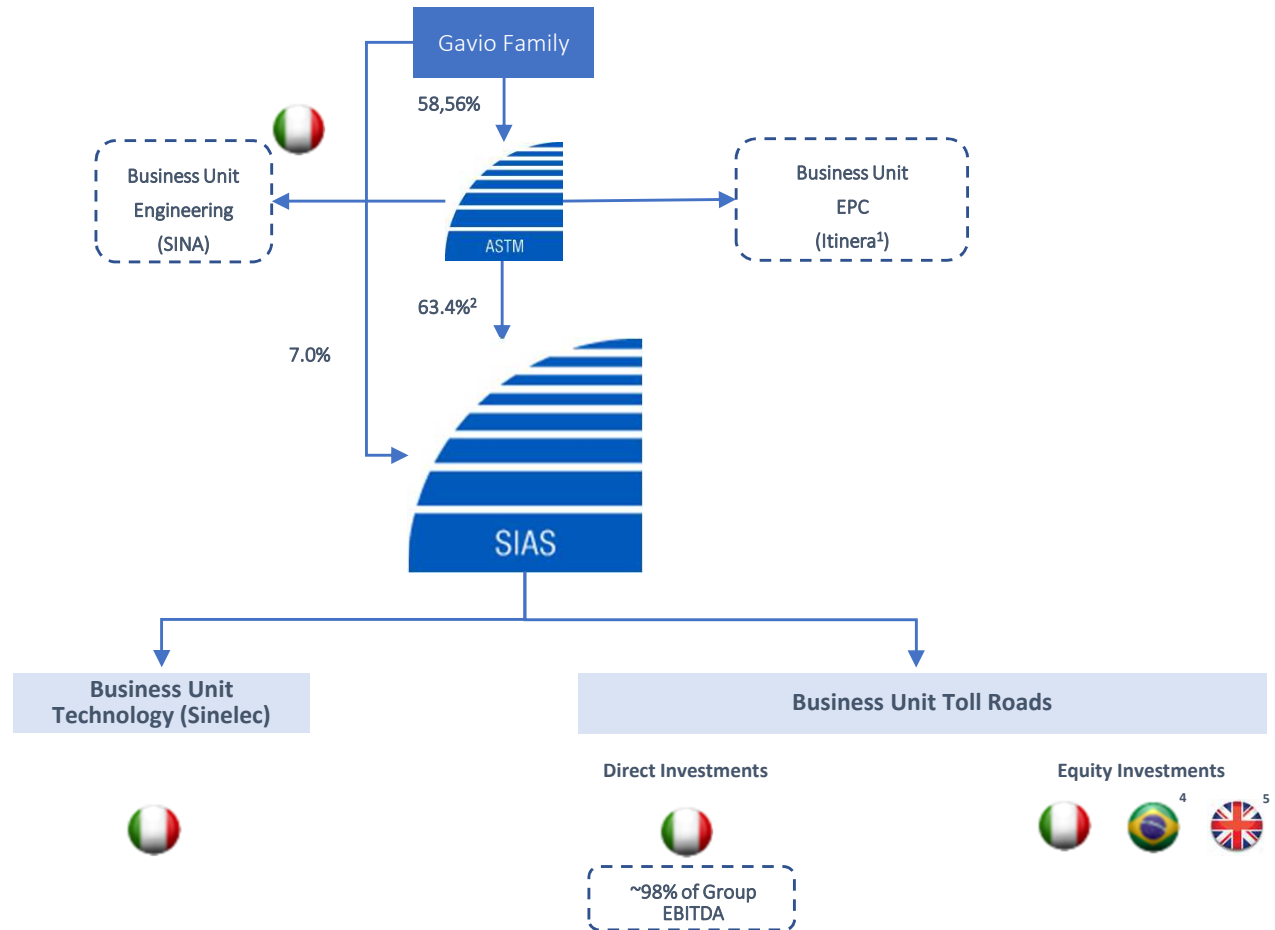 Gavio Family
58,56%
Business Unit
Engineering
(SINA)
ASTM
Business Unit
EPC
(Itinera¹)
63.4%²
7.0%
SIAS
Business Unit
Technology (Sinelec)
Business Unit Toll Roads
Direct Investments
Equity Investments
4
5
~98% of Group
EBITDA